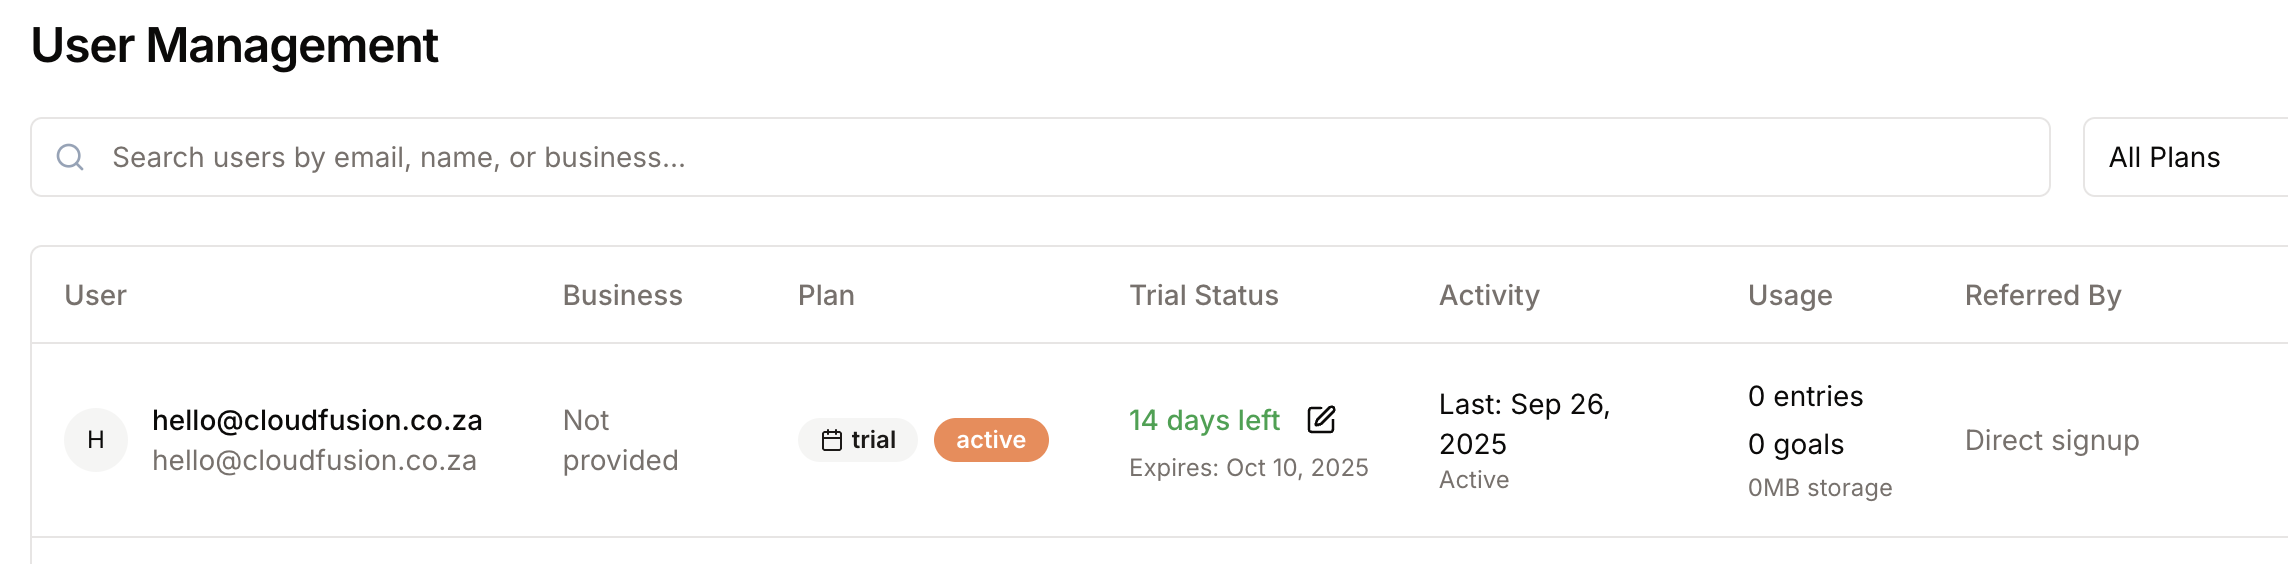 User Management
Search users by email, name, or business...
All Plans
User
Business
Plan
Trial Status
Activity
Usage
Referred By
H
hello@cloudfusion.co.za
hello@cloudfusion.co.za
Not
provided
trial
active
14 days left
Expires: Oct 10, 2025
Last: Sep 26,
2025
Active
0 entries
0 goals
0MB storage
Direct signup